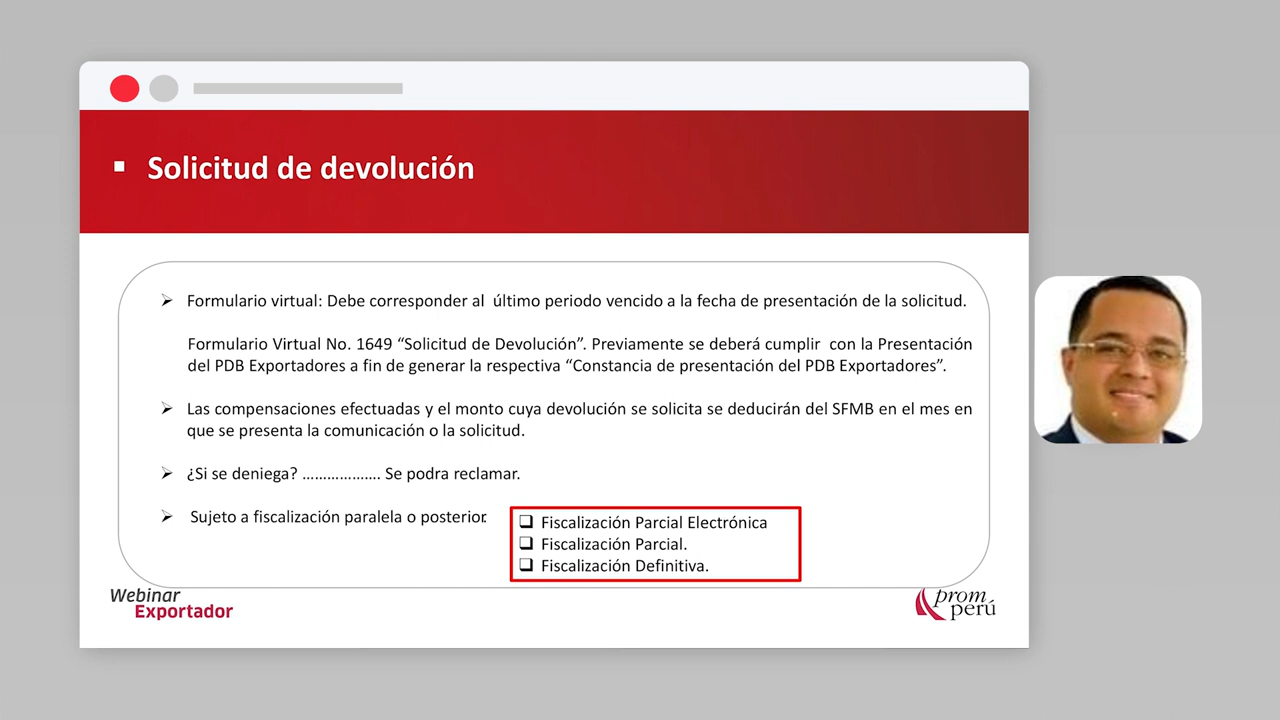 Solicitud de devolución
Formulario virtual: Debe corresponder al último periodo vencido a la fecha de presentación de la solicitud.
Formulario Virtual No. 1649 “Solicitud de Devolución”. Previamente se deberá cumplir con la Presentación
del PDB Exportadores a fin de generar la respectiva “Constancia de presentación del PDB Exportadores”.
Las compensaciones efectuadas y el monto cuya devolución se solicita se deducirán del SFMB en el mes en
que se presenta la comunicación o la solicitud.
¿Si se deniega? ………………. Se podra reclamar.
Sujeto a fiscalización paralela o posterior.
Fiscalización Parcial Electrónica
Fiscalización Parcial.
Fiscalización Definitiva.
Webinar
Exportador
prom
perú